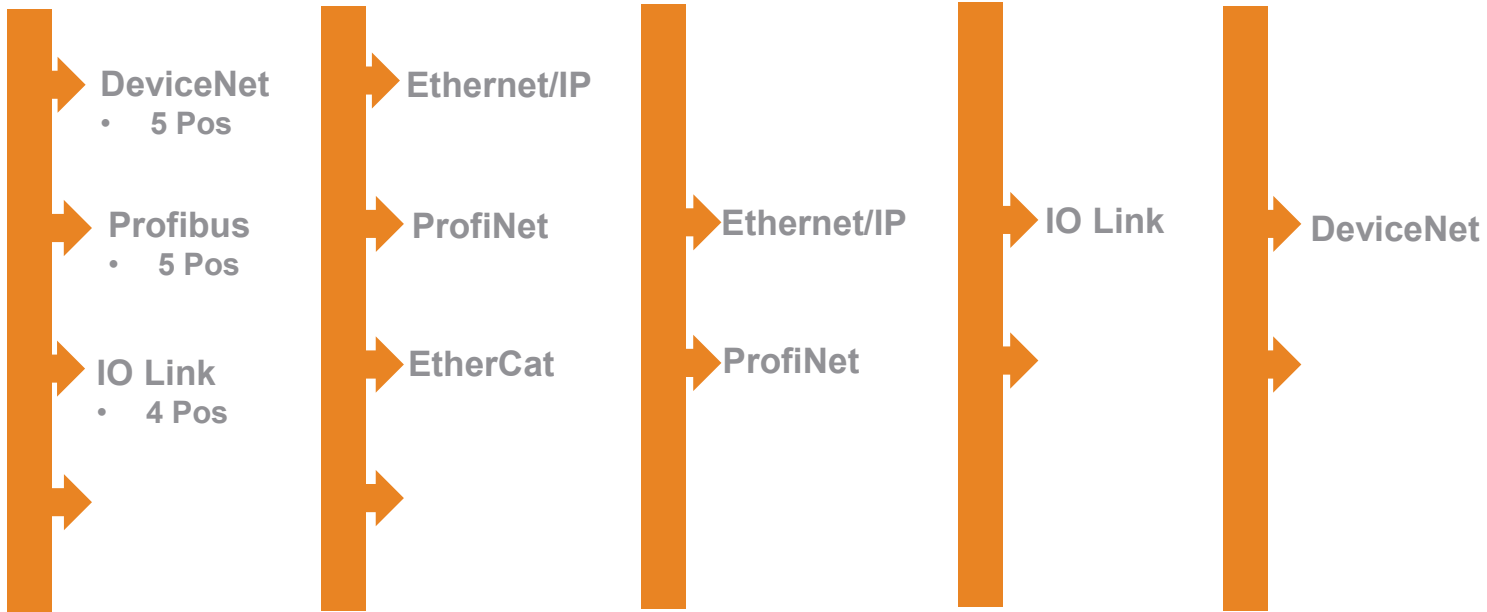 DeviceNet
• 5 Pos
Profibus
• 5 Pos
IO Link
• 4 Pos
Ethernet/IP
ProfiNet
EtherCat
Ethernet/IP
ProfiNet
IO Link
DeviceNet